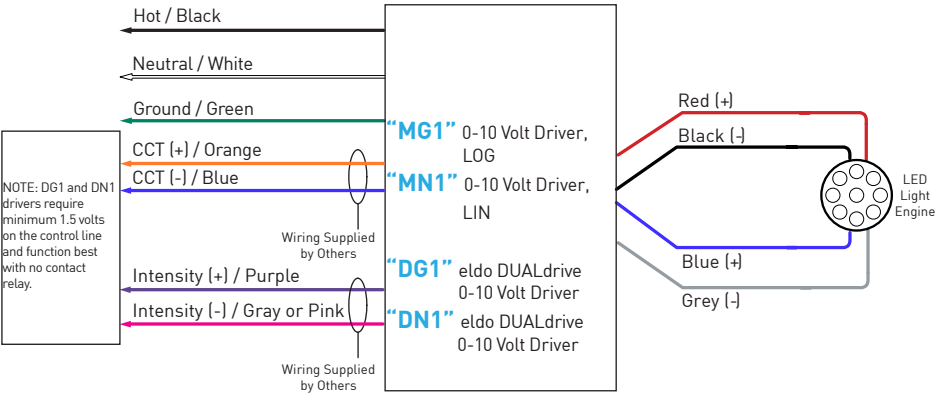 Hot / Black
Neutral / White
Ground / Green
CCT (+) / Orange
CCT (-) / Blue
NOTE: DG1 and DN1
drivers require
minimum 1.5 volts
on the control line
and function best
with no contact
relay.
Wiring Supplied
by Others
Intensity (+) / Purple
Intensity (-) / Gray or Pink
Wiring Supplied
by Others
“MG1” 0-10 Volt Driver,
LOG
“MN1” 0-10 Volt Driver,
LIN
“DG1” eldo DUALdrive
0-10 Volt Driver
“DN1” eldo DUALdrive
0-10 Volt Driver
Red (+)
Black (-)
Blue (+)
Grey (-)
LED
Light
Engine